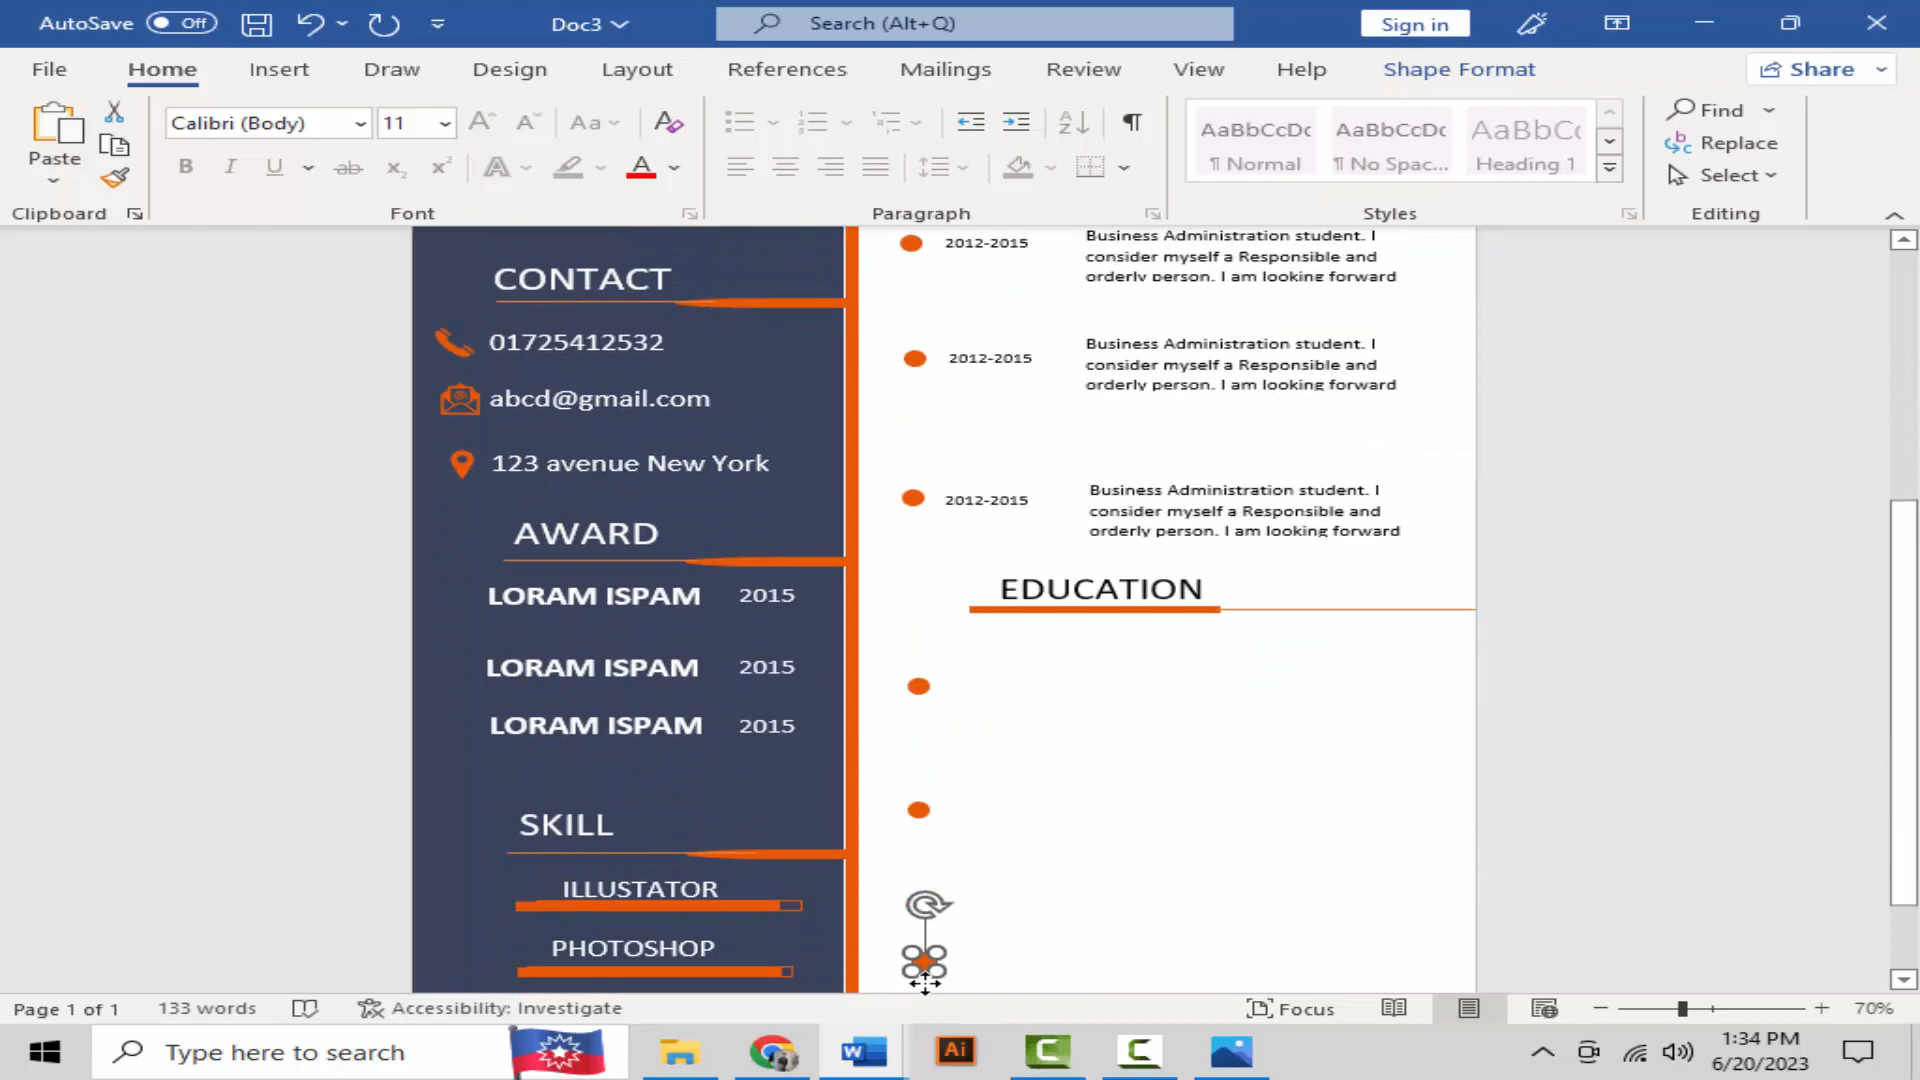 AutoSave Off Doc3 Search (Alt+Q) Sign in
File Home Insert Draw Design Layout References Mailings Review View Help Shape Format Share
Paste
Calibri (Body) 11 Aa
B I U ab x₂ x² A A
AaBbCcDc AaBbCcDc AaBbCc
¶ Normal ¶ No Spac... Heading 1
Find
Replace
Select
Clipboard Font Paragraph Styles Editing
CONTACT
01725412532
abcd@gmail.com
123 avenue New York
AWARD
LORAM ISPAM 2015
LORAM ISPAM 2015
LORAM ISPAM 2015
SKILL
ILLUSTATOR
PHOTOSHOP
2012-2015
Business Administration student. I
consider myself a Responsible and
orderly person. I am looking forward
2012-2015
Business Administration student. I
consider myself a Responsible and
orderly person. I am looking forward
2012-2015
Business Administration student. I
consider myself a Responsible and
orderly person. I am looking forward
EDUCATION
Page 1 of 1 133 words Accessibility: Investigate Focus 70%
Type here to search
W Ai C C
1:34 PM
6/20/2023